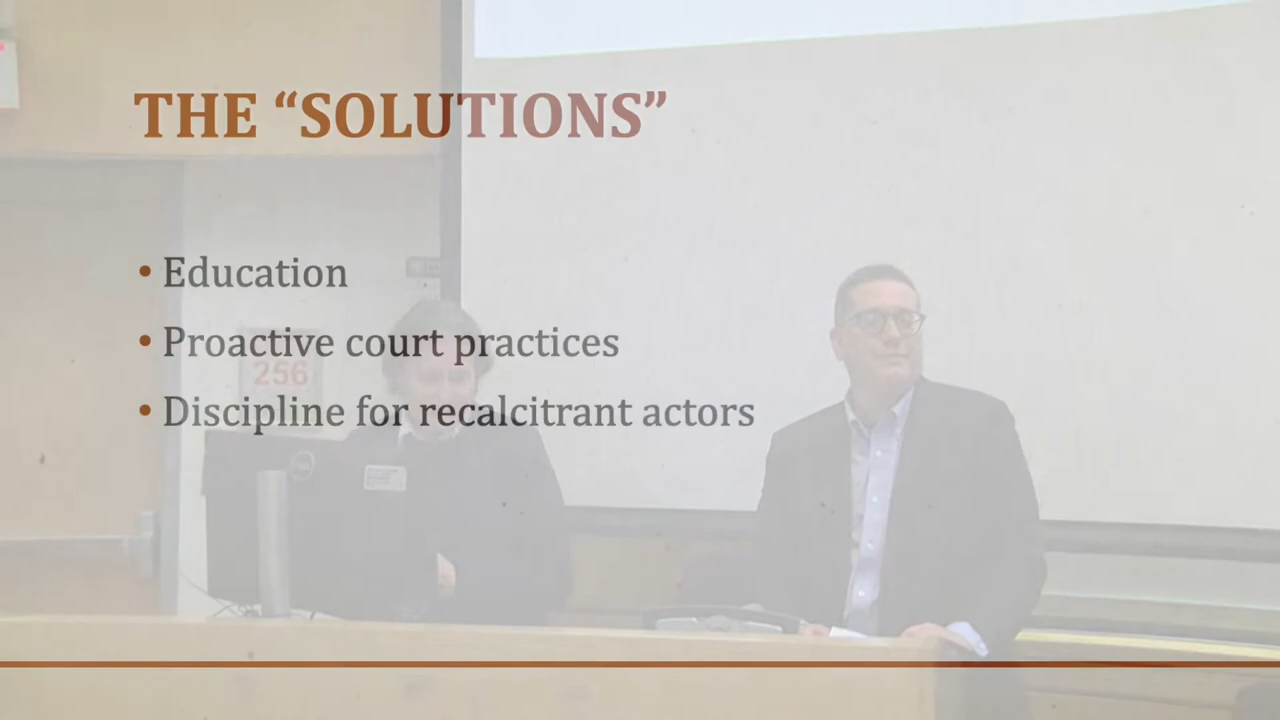 THE “SOLUTIONS”
• Education
• Proactive court practices
256
• Discipline for recalcitrant actors